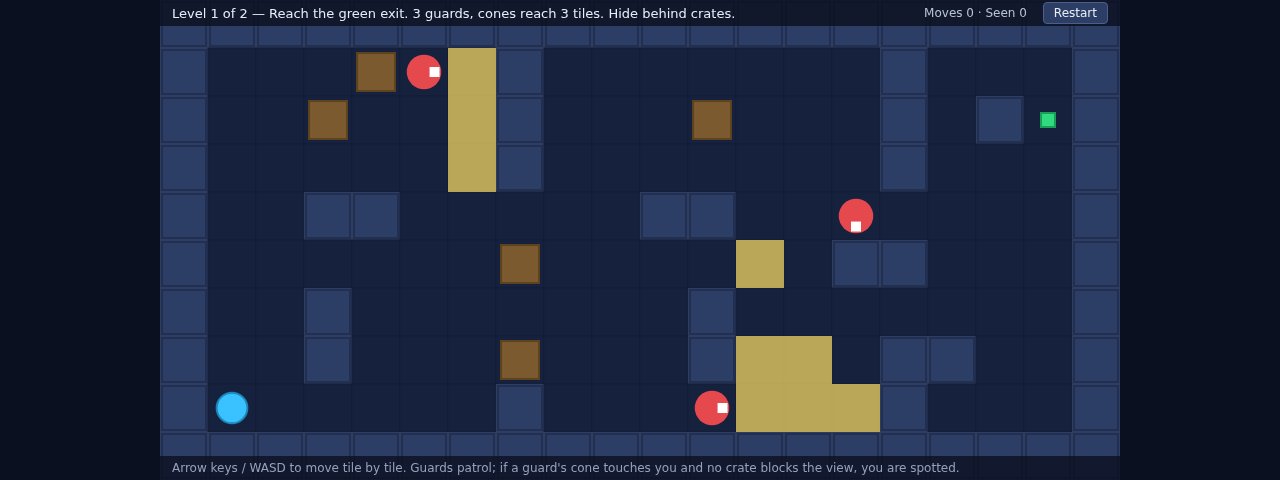 Level 1 of 2 — Reach the green exit. 3 guards, cones reach 3 tiles. Hide behind crates.
Moves 0 · Seen 0
Restart
Arrow keys / WASD to move tile by tile. Guards patrol; if a guard's cone touches you and no crate blocks the view, you are spotted.